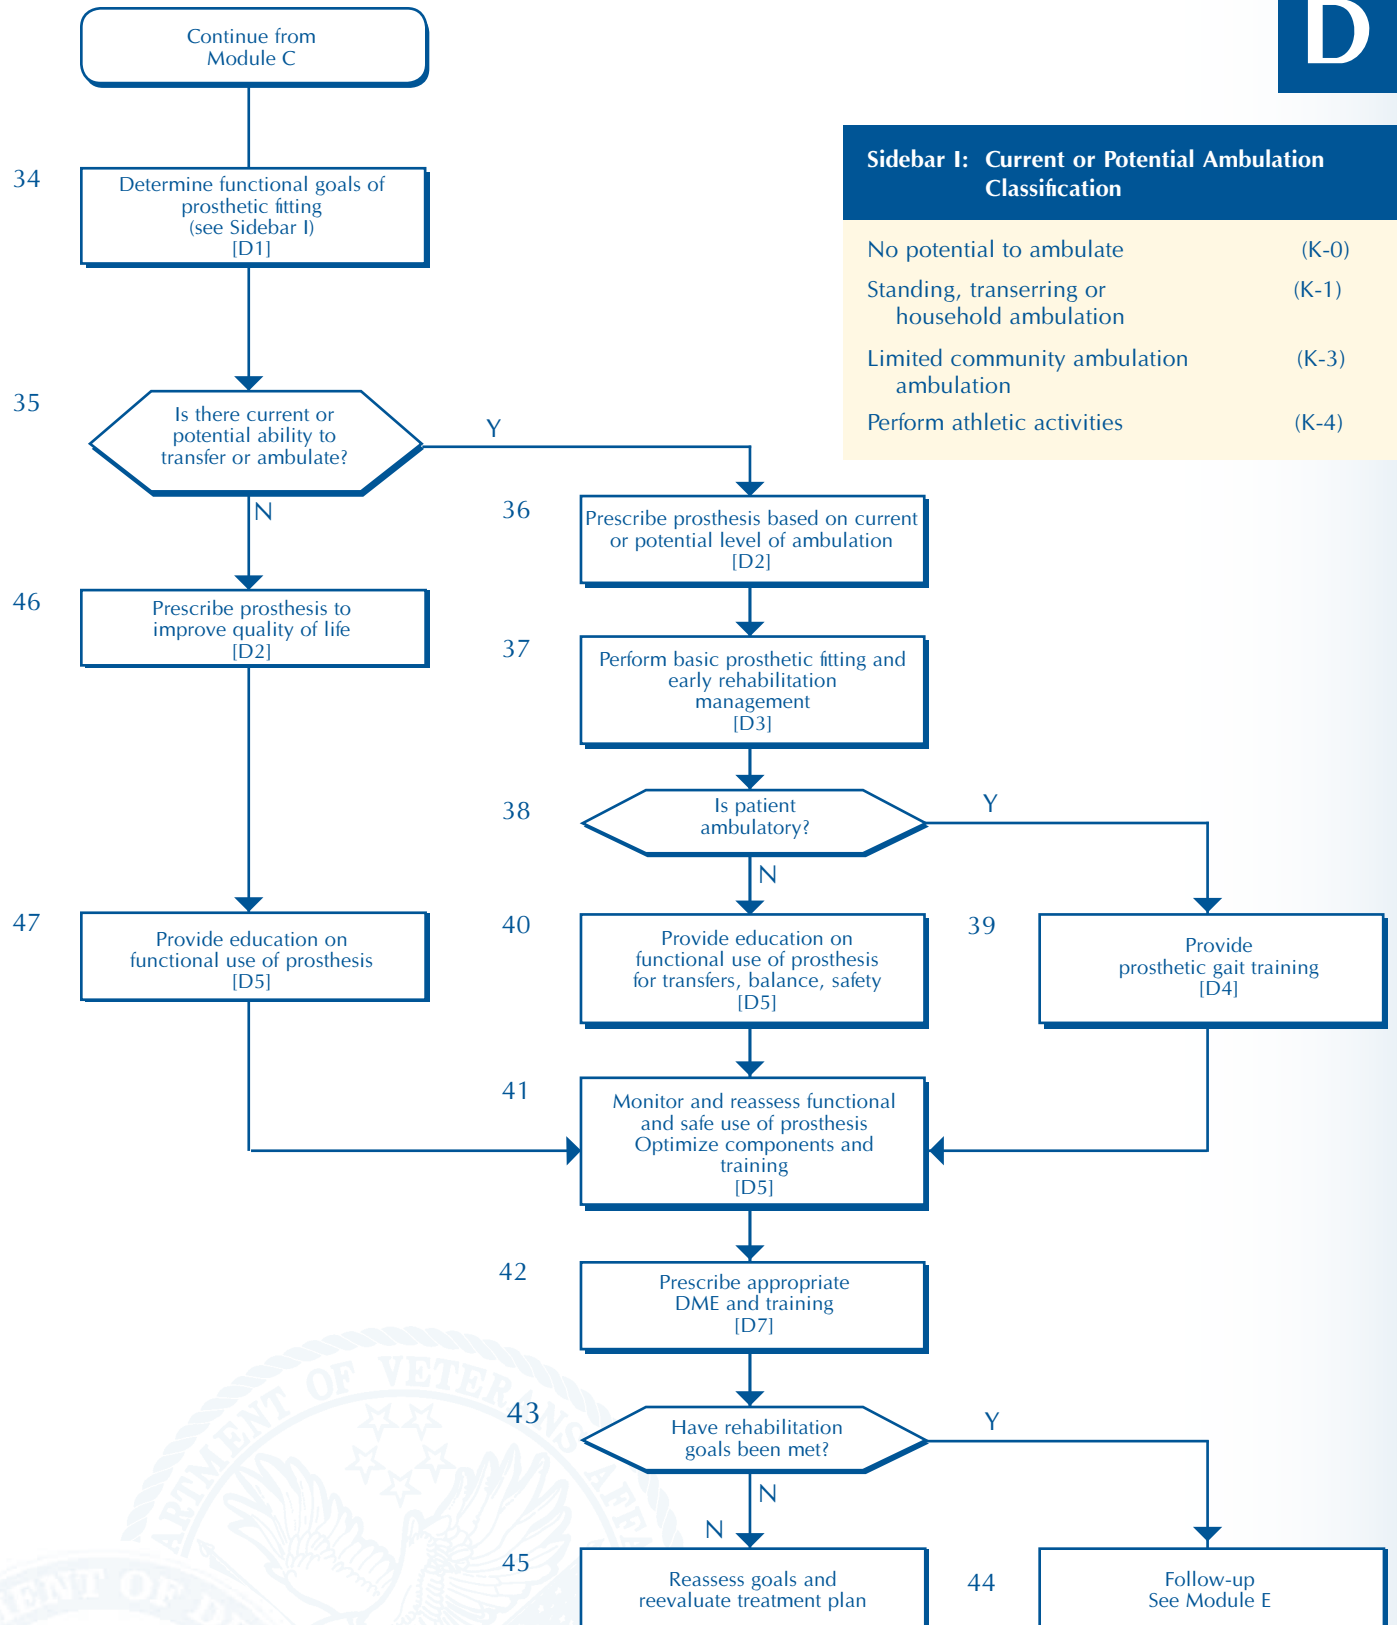 D
Continue from
Module C
34
Determine functional goals of
prosthetic fitting
(see Sidebar I)
[D1]
Sidebar I: Current or Potential Ambulation
Classification
No potential to ambulate (K-0)
Standing, transerring or (K-1)
household ambulation
Limited community ambulation (K-3)
ambulation
Perform athletic activities (K-4)
35
Is there current or
potential ability to
transfer or ambulate?
Y
N
36
Prescribe prosthesis based on current
or potential level of ambulation
[D2]
46
Prescribe prosthesis to
improve quality of life
[D2]
37
Perform basic prosthetic fitting and
early rehabilitation
management
[D3]
38
Is patient
ambulatory?
Y
N
47
Provide education on
functional use of prosthesis
[D5]
40
Provide education on
functional use of prosthesis
for transfers, balance, safety
[D5]
39
Provide
prosthetic gait training
[D4]
41
Monitor and reassess functional
and safe use of prosthesis
Optimize components and
training
[D5]
42
Prescribe appropriate
DME and training
[D7]
43
Have rehabilitation
goals been met?
Y
N
N
45
Reassess goals and
reevaluate treatment plan
44
Follow-up
See Module E
OF VETERANS